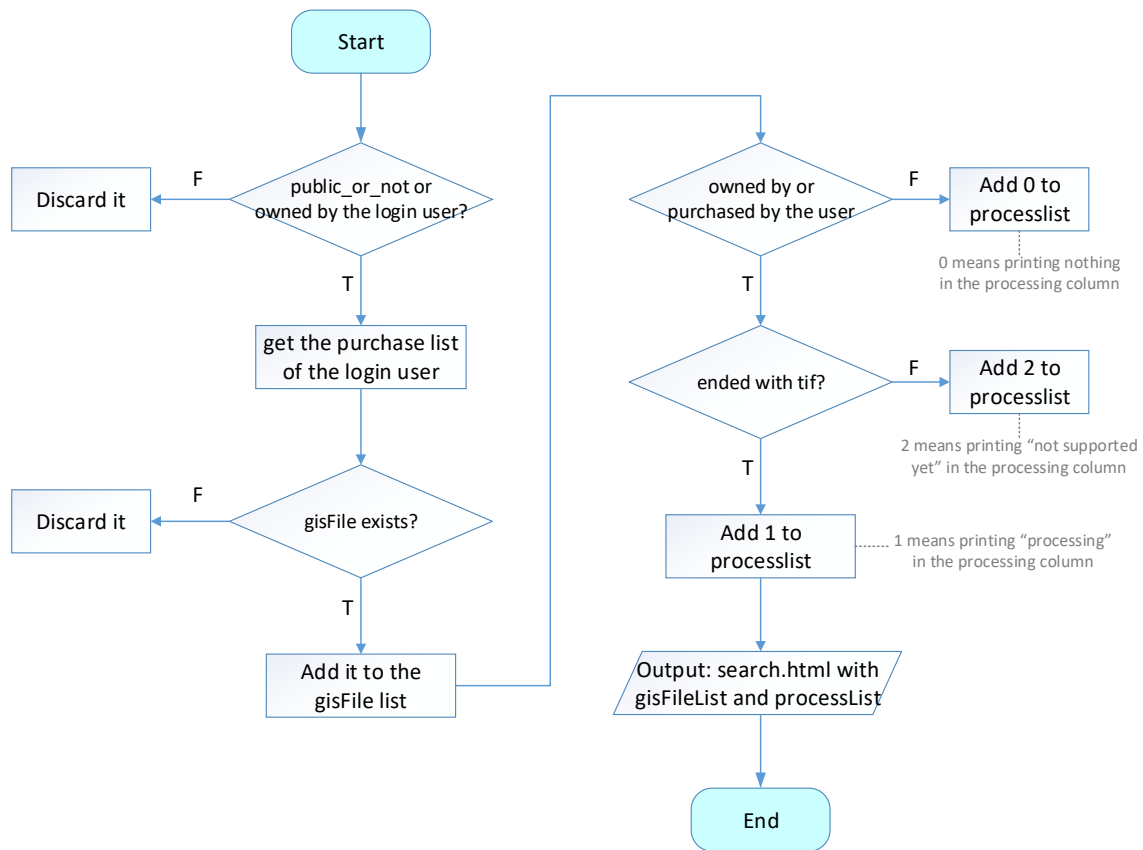 Start
public_or_not or
owned by the login user?
F
Discard it
T
get the purchase list
of the login user
gisFile exists?
F
Discard it
T
Add it to the
gisFile list
owned by or
purchased by the user
F
Add 0 to
processlist
0 means printing nothing
in the processing column
T
ended with tif?
F
Add 2 to
processlist
2 means printing “not supported
yet” in the processing column
T
Add 1 to
processlist
1 means printing “processing”
in the processing column
Output: search.html with
gisFileList and processList
End